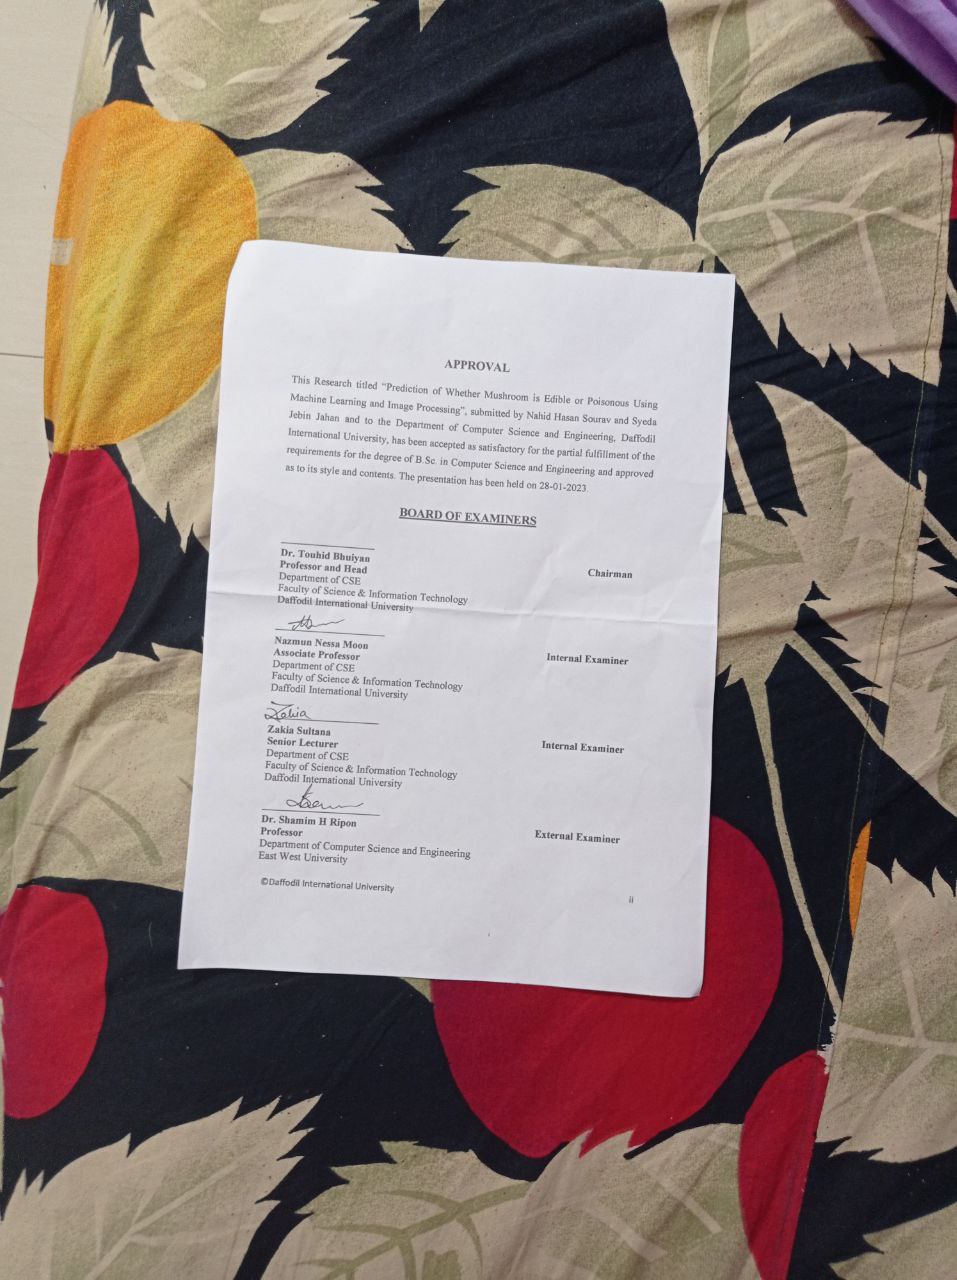 APPROVAL
This Research titled “Prediction of Whether Mushroom is Edible or Poisonous Using
Machine Learning and Image Processing”, submitted by Nahid Hasan Sourav and Syeda
Jebin Jahan and to the Department of Computer Science and Engineering, Daffodil
International University, has been accepted as satisfactory for the partial fulfillment of the
requirements for the degree of B.Sc. in Computer Science and Engineering and approved
as to its style and contents. The presentation has been held on 28-01-2023.
BOARD OF EXAMINERS
Dr. Touhid Bhuiyan
Professor and Head
Chairman
Department of CSE
Faculty of Science & Information Technology
Daffodil International University
Nazmun Nessa Moon
Associate Professor
Internal Examiner
Department of CSE
Faculty of Science & Information Technology
Daffodil International University
Zakia
Zakia Sultana
Senior Lecturer
Internal Examiner
Department of CSE
Faculty of Science & Information Technology
Daffodil International University
Dr. Shamim H Ripon
Professor
External Examiner
Department of Computer Science and Engineering
East West University
©Daffodil International University
ii